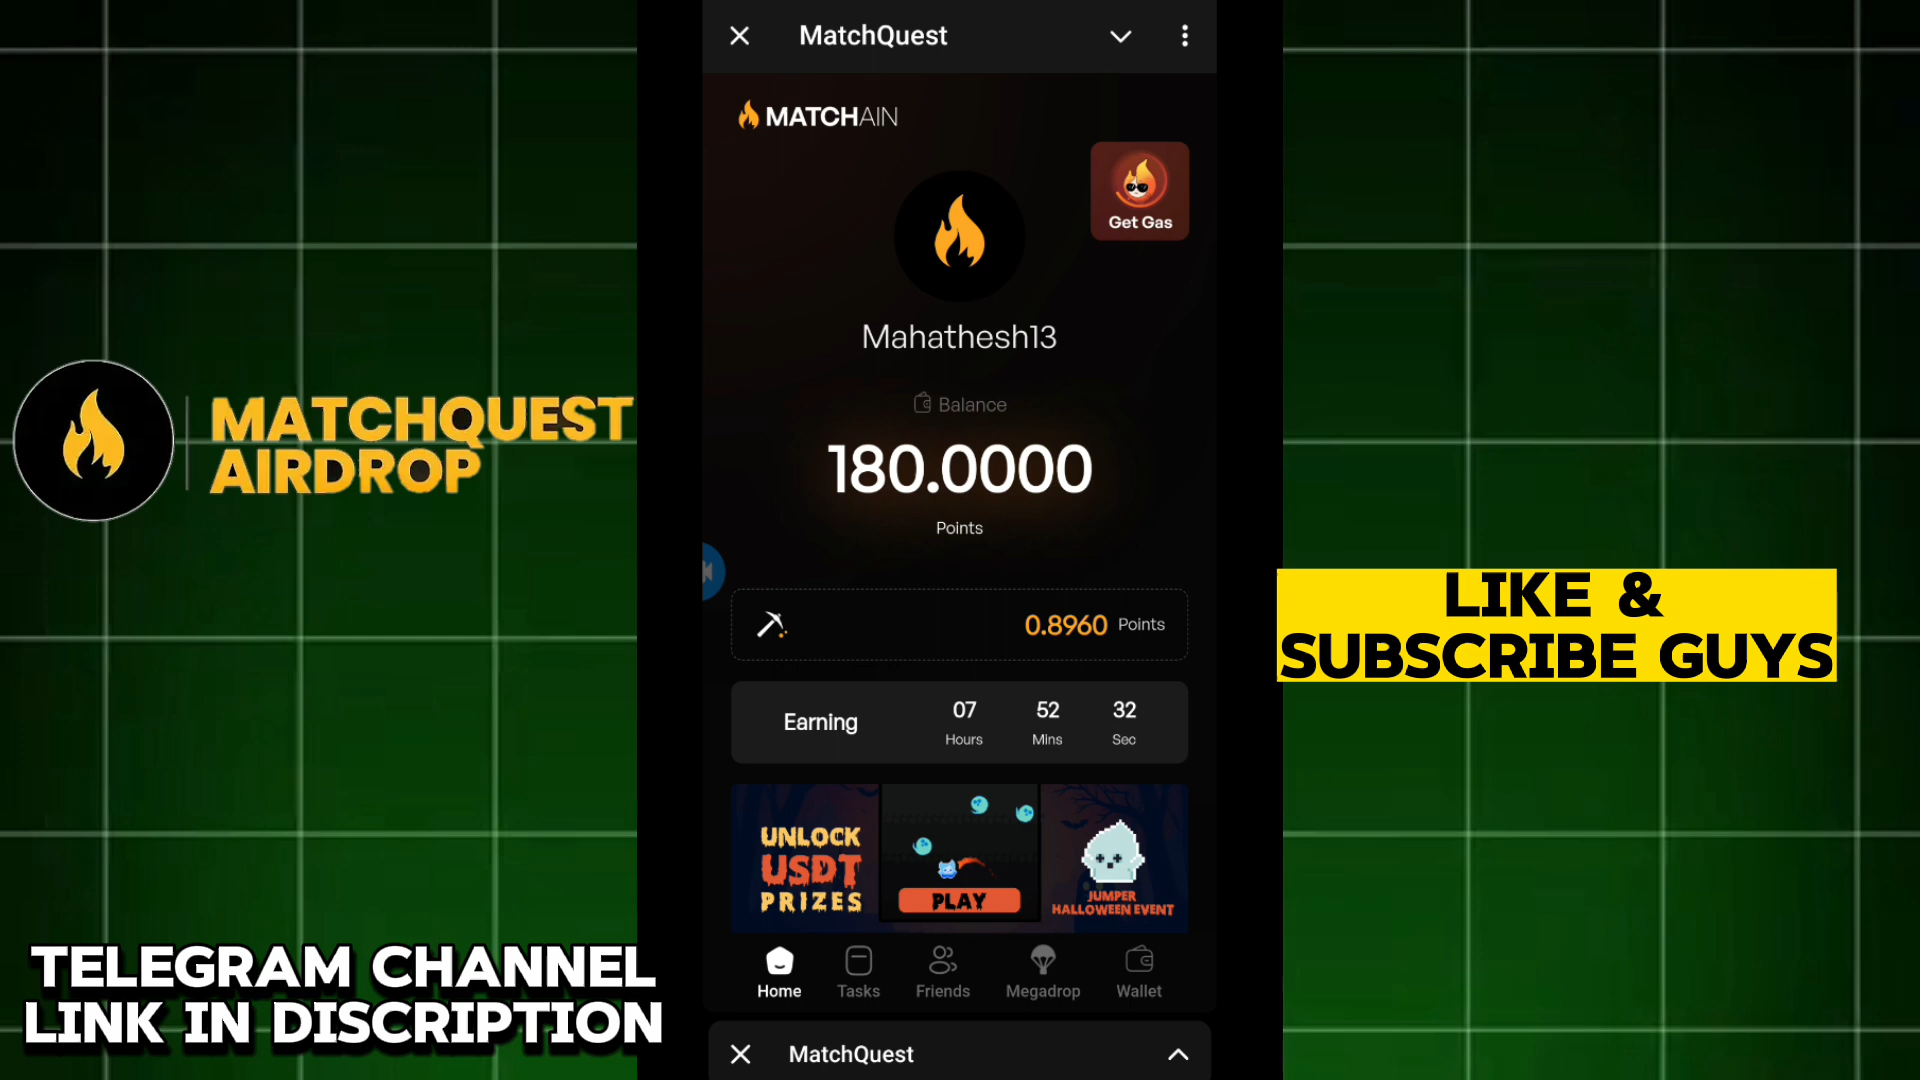 MatchQuest
MATCHAIN
Get Gas
Mahathesh13
Balance
180.0000
Points
0.8960 Points
Earning
07 Hours
52 Mins
32 Sec
UNLOCK
USDT
PRIZES
PLAY
JUMPER
HALLOWEEN EVENT
Home
Tasks
Friends
Megadrop
Wallet
MatchQuest
MATCHQUEST
AIRDROP
TELEGRAM CHANNEL
LINK IN DISCRIPTION
LIKE &
SUBSCRIBE GUYS